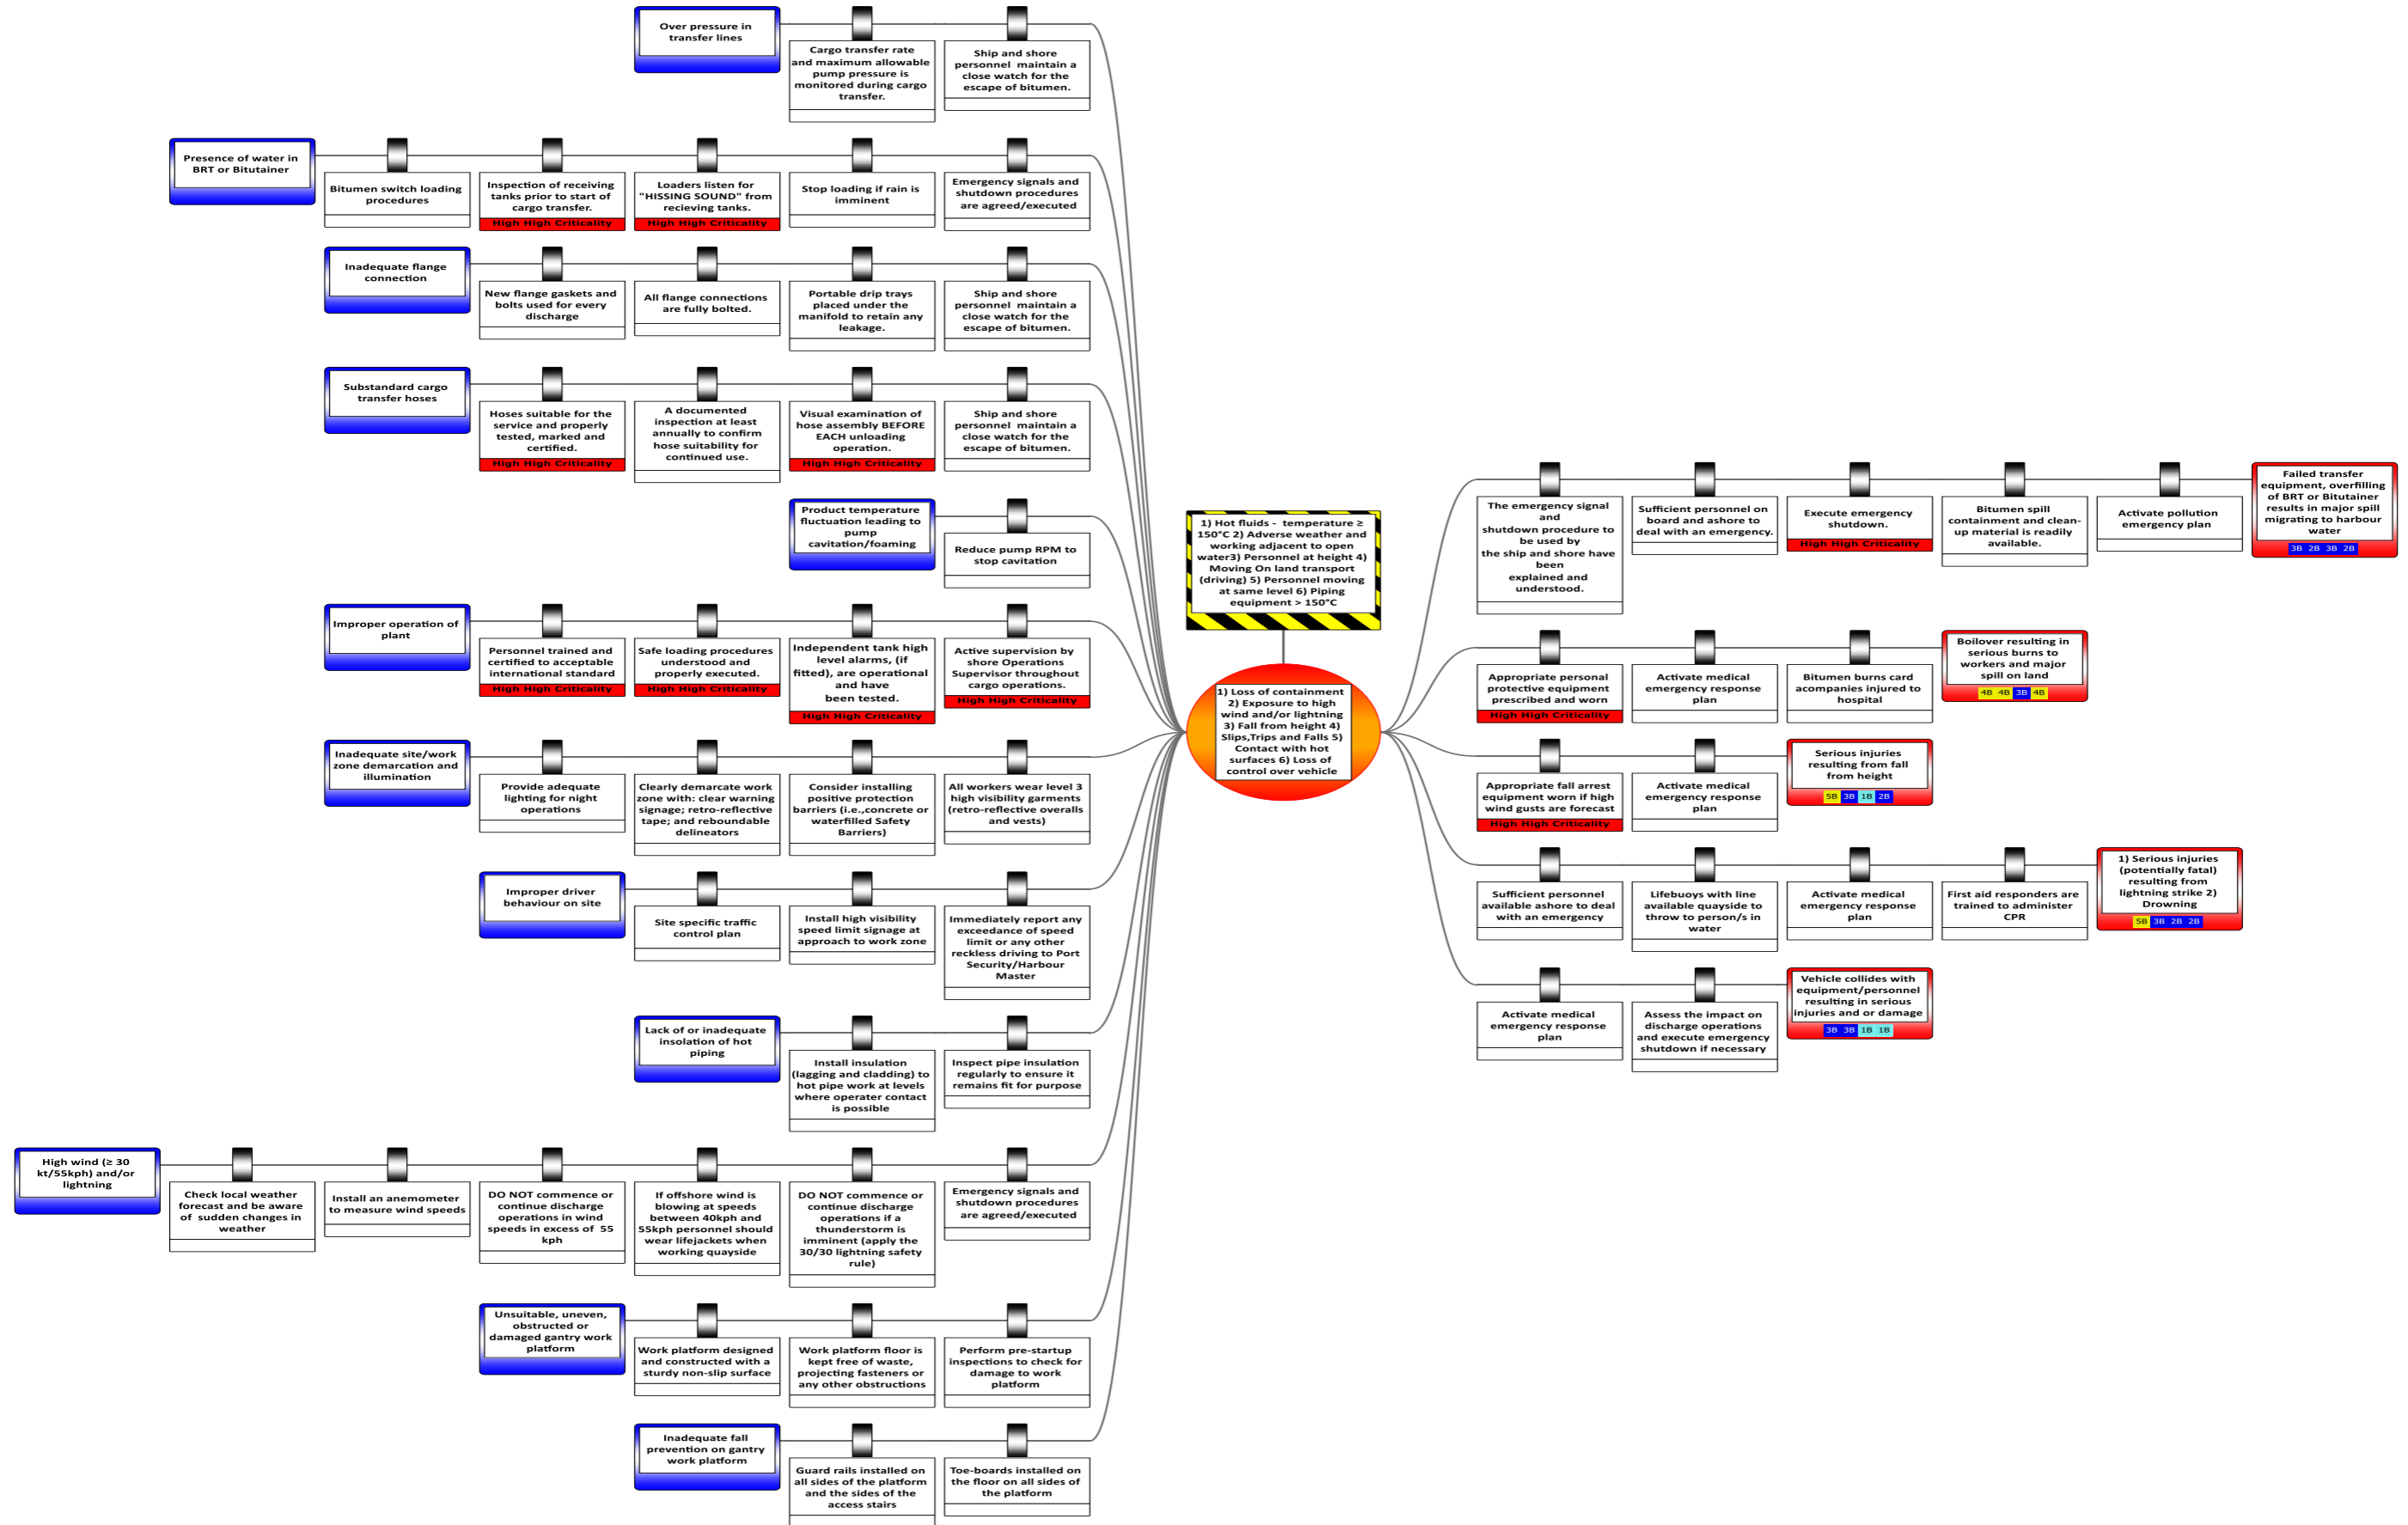 Over pressure in
transfer lines
Cargo transfer rate
and maximum allowable
pump pressure is
monitored during cargo
transfer.
Ship and shore
personnel  maintain a
close watch for the
escape of bitumen.
Presence of water in
BRT or Bitutainer
Bitumen switch loading
procedures
Inspection of receiving
tanks prior to start of
cargo transfer.
High High Criticality
Loaders listen for
"HISSING SOUND" from
recieving tanks.
High High Criticality
Stop loading if rain is
imminent
Emergency signals and
shutdown procedures
are agreed/executed
Inadequate flange
connection
New flange gaskets and
bolts used for every
discharge
All flange connections
are fully bolted.
Portable drip trays
placed under the
manifold to retain any
leakage.
Ship and shore
personnel  maintain a
close watch for the
escape of bitumen.
Substandard cargo
transfer hoses
Hoses suitable for the
service and properly
tested, marked and
certified.
High High Criticality
A documented
inspection at least
annually to confirm
hose suitability for
continued use.
Visual examination of
hose assembly BEFORE
EACH unloading
operation.
High High Criticality
Ship and shore
personnel  maintain a
close watch for the
escape of bitumen.
Product temperature
fluctuation leading to
pump
cavitation/foaming
Reduce pump RPM to
stop cavitation
Improper operation of
plant
Personnel trained and
certified to acceptable
international standard
High High Criticality
Safe loading procedures
understood and
properly executed.
High High Criticality
Independent tank high
level alarms, (if
fitted), are operational
and have
been tested.
High High Criticality
Active supervision by
shore Operations
Supervisor throughout
cargo operations.
High High Criticality
Inadequate site/work
zone demarcation and
illumination
Provide adequate
lighting for night
operations
Clearly demarcate work
zone with: clear warning
signage; retro-reflective
tape; and reboundable
delineators
Consider installing
positive protection
barriers (i.e.,concrete or
waterfilled Safety
Barriers)
All workers wear level 3
high visibility garments
(retro-reflective overalls
and vests)
Improper driver
behaviour on site
Site specific traffic
control plan
Install high visibility
speed limit signage at
approach to work zone
Immediately report any
exceedance of speed
limit or any other
reckless driving to Port
Security/Harbour
Master
Lack of or inadequate
insolation of hot
piping
Install insulation
(lagging and cladding) to
hot pipe work at levels
where operater contact
is possible
Inspect pipe insulation
regularly to ensure it
remains fit for purpose
High wind (≥ 30
kt/55kph) and/or
lightning
Check local weather
forecast and be aware
of  sudden changes in
weather
Install an anemometer
to measure wind speeds
DO NOT commence or
continue discharge
operations in wind
speeds in excess of  55
kph
If offshore wind is
blowing at speeds
between 40kph and
55kph personnel should
wear lifejackets when
working quayside
DO NOT commence or
continue discharge
operations if a
thunderstorm is
imminent (apply the
30/30 lightning safety
rule)
Emergency signals and
shutdown procedures
are agreed/executed
Unsuitable, uneven,
obstructed or
damaged gantry work
platform
Work platform designed
and constructed with a
sturdy non-slip surface
Work platform floor is
kept free of waste,
projecting fasteners or
any other obstructions
Perform pre-startup
inspections to check for
damage to work
platform
Inadequate fall
prevention on gantry
work platform
Guard rails installed on
all sides of the platform
and the sides of the
access stairs
Toe-boards installed on
the floor on all sides of
the platform
1) Hot fluids -  temperature ≥
150°C 2) Adverse weather and
working adjacent to open
water3) Personnel at height 4)
Moving On land transport
(driving) 5) Personnel moving
at same level 6) Piping
equipment > 150°C
1) Loss of containment
2) Exposure to high
wind and/or lightning
3) Fall from height 4)
Slips,Trips and Falls 5)
Contact with hot
surfaces 6) Loss of
control over vehicle
The emergency signal
and
shutdown procedure to
be used by
the ship and shore have
been
explained and
understood.
Sufficient personnel on
board and ashore to
deal with an emergency.
Execute emergency
shutdown.
High High Criticality
Bitumen spill
containment and clean-
up material is readily
available.
Activate pollution
emergency plan
Failed transfer
equipment, overfilling
of BRT or Bitutainer
results in major spill
migrating to harbour
water
3B 2B 3B 2B
Appropriate personal
protective equipment
prescribed and worn
High High Criticality
Activate medical
emergency response
plan
Bitumen burns card
acompanies injured to
hospital
Boilover resulting in
serious burns to
workers and major
spill on land
4B 4B 3B 4B
Appropriate fall arrest
equipment worn if high
wind gusts are forecast
High High Criticality
Activate medical
emergency response
plan
Serious injuries
resulting from fall
from height
5B 3B 1B 2B
Sufficient personnel
available ashore to deal
with an emergency
Lifebuoys with line
available quayside to
throw to person/s in
water
Activate medical
emergency response
plan
First aid responders are
trained to administer
CPR
1) Serious injuries
(potentially fatal)
resulting from
lightning strike 2)
Drowning
5B 3B 2B 2B
Activate medical
emergency response
plan
Assess the impact on
discharge operations
and execute emergency
shutdown if necessary
Vehicle collides with
equipment/personnel
resulting in serious
injuries and or damage
3B 3B 1B 1B